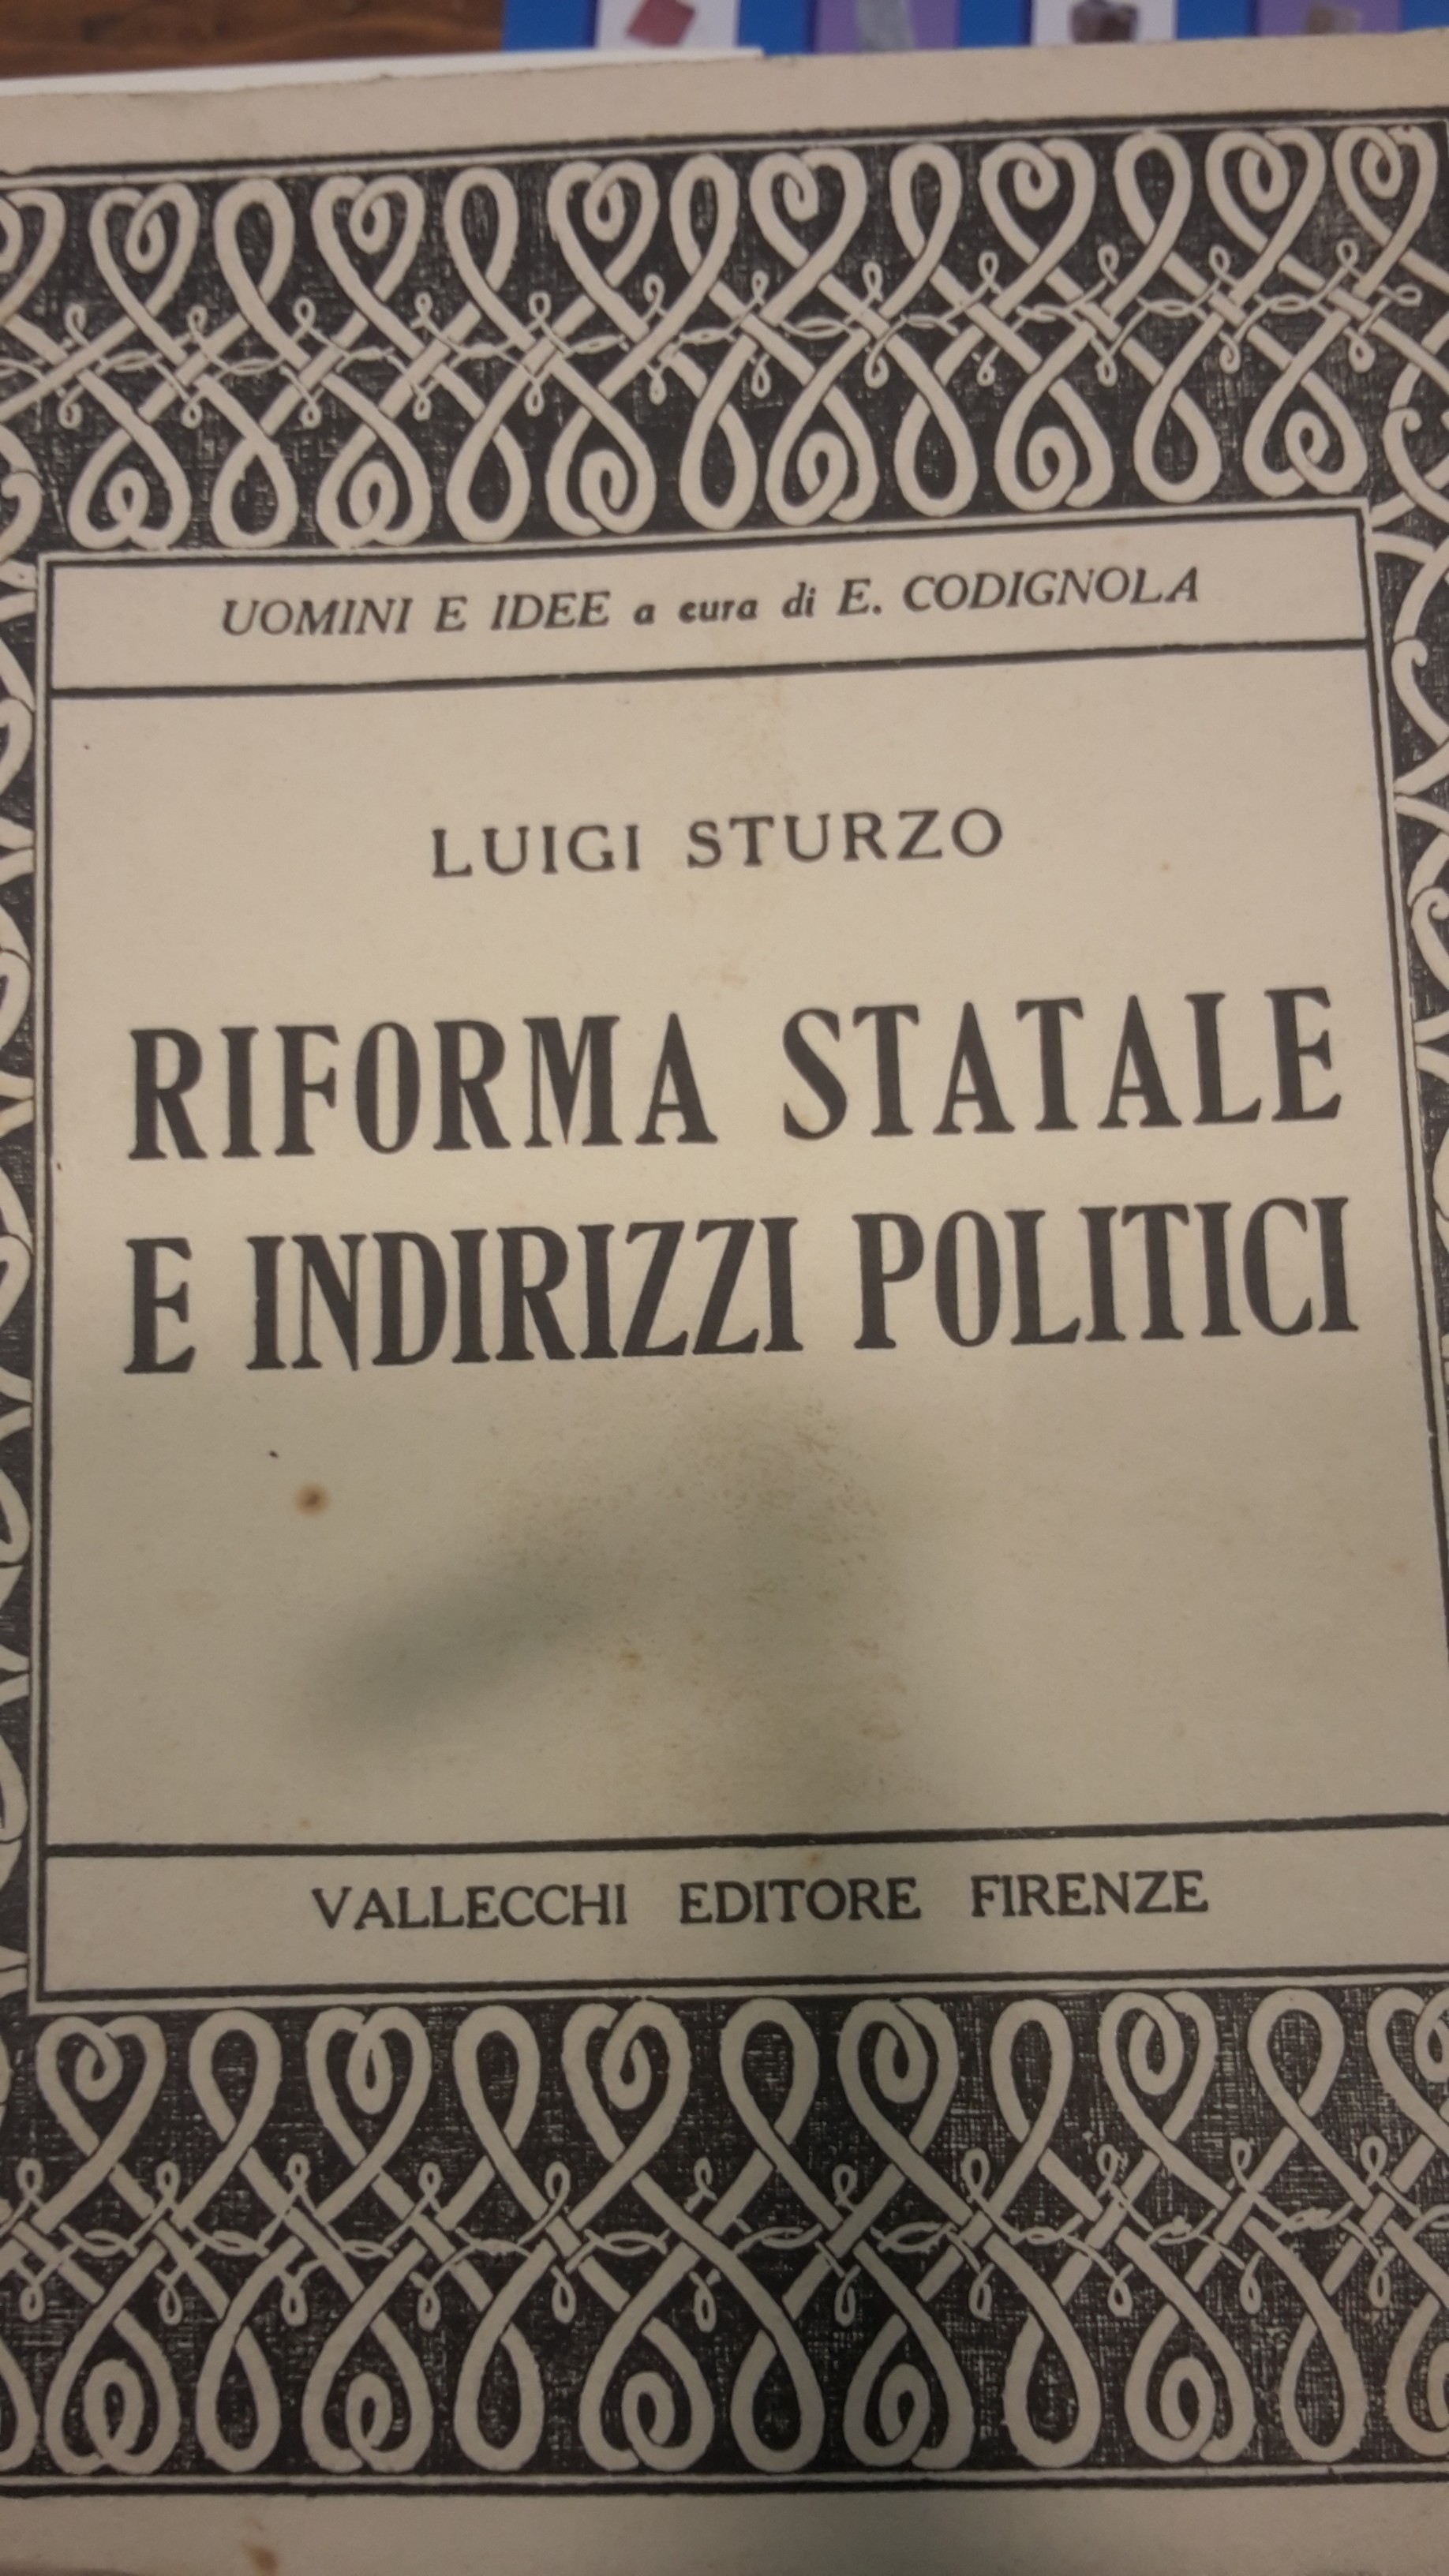 UOMINI E IDEE a cura di E. CODIGNOLA
LUIGI STURZO
RIFORMA STATALE
E INDIRIZZI POLITICI
VALLECCHI EDITORE FIRENZE